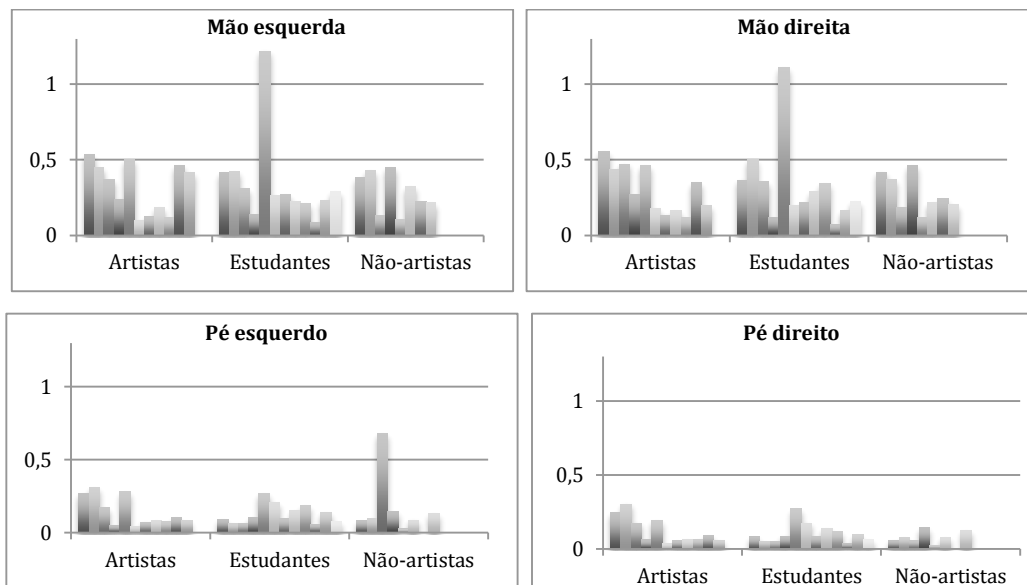 Mão esquerda
1
0,5
0
Artistas Estudantes Não-artistas
Mão direita
1
0,5
0
Artistas Estudantes Não-artistas
Pé esquerdo
1
0,5
0
Artistas Estudantes Não-artistas
Pé direito
1
0,5
0
Artistas Estudantes Não-artistas